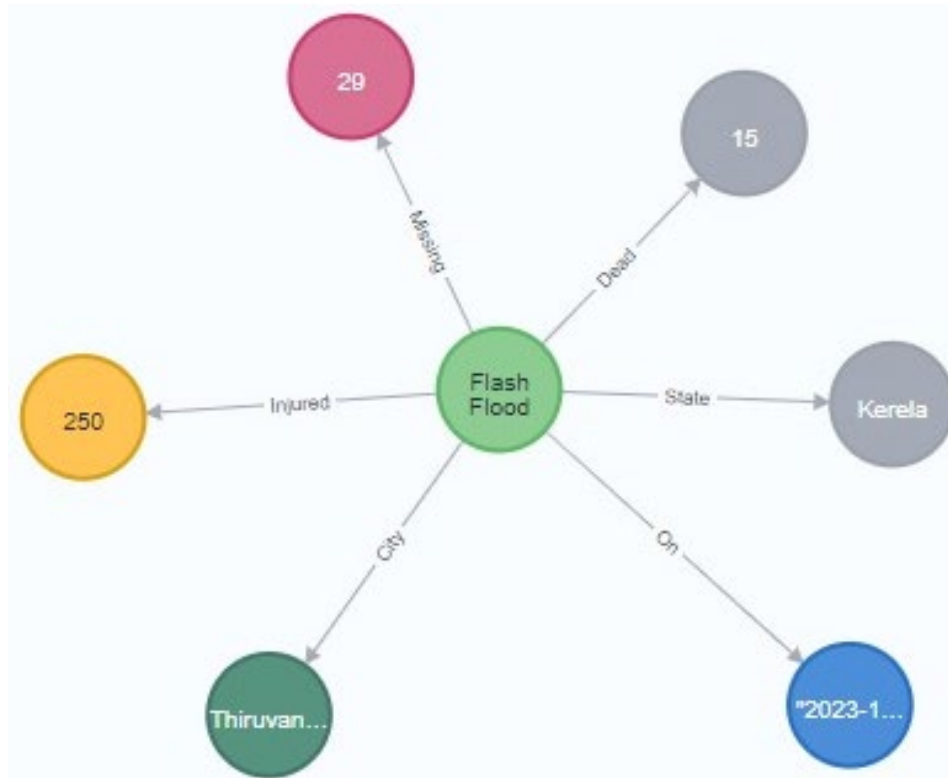 29
15
Missing
Dead
Flash
Flood
State
Kerela
Injured
250
City
On
Thiruvan...
"2023-1...